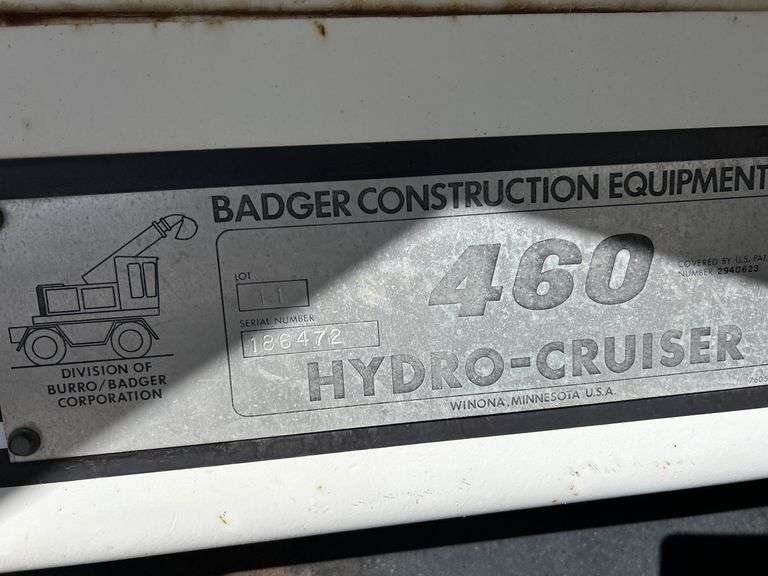 BADGER CONSTRUCTION EQUIPMENT
460
COVERED BY U.S. PAT.
NUMBER 2940623
LOT
11
SERIAL NUMBER
186472
HYDRO-CRUISER
WINONA, MINNESOTA U.S.A.
DIVISION OF
BURRO/BADGER
CORPORATION